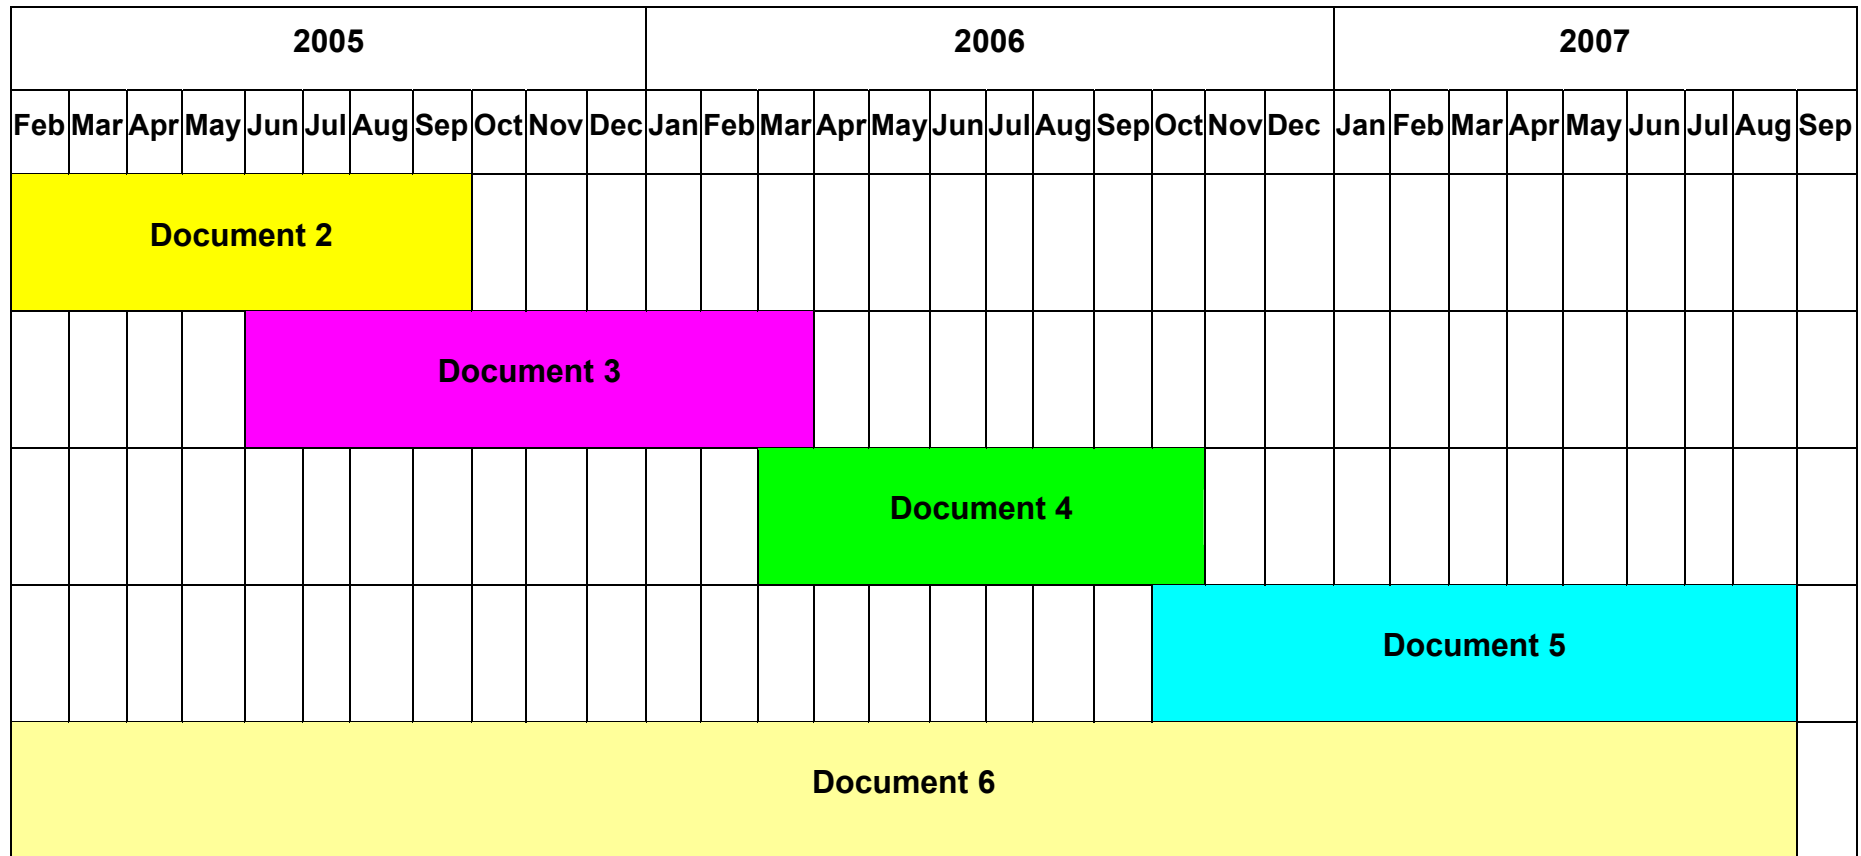 2005 2006 2007
Feb Mar Apr May Jun Jul Aug Sep Oct Nov Dec Jan Feb Mar Apr May Jun Jul Aug Sep Oct Nov Dec Jan Feb Mar Apr May Jun Jul Aug Sep
Document 2
Document 3
Document 4
Document 5
Document 6